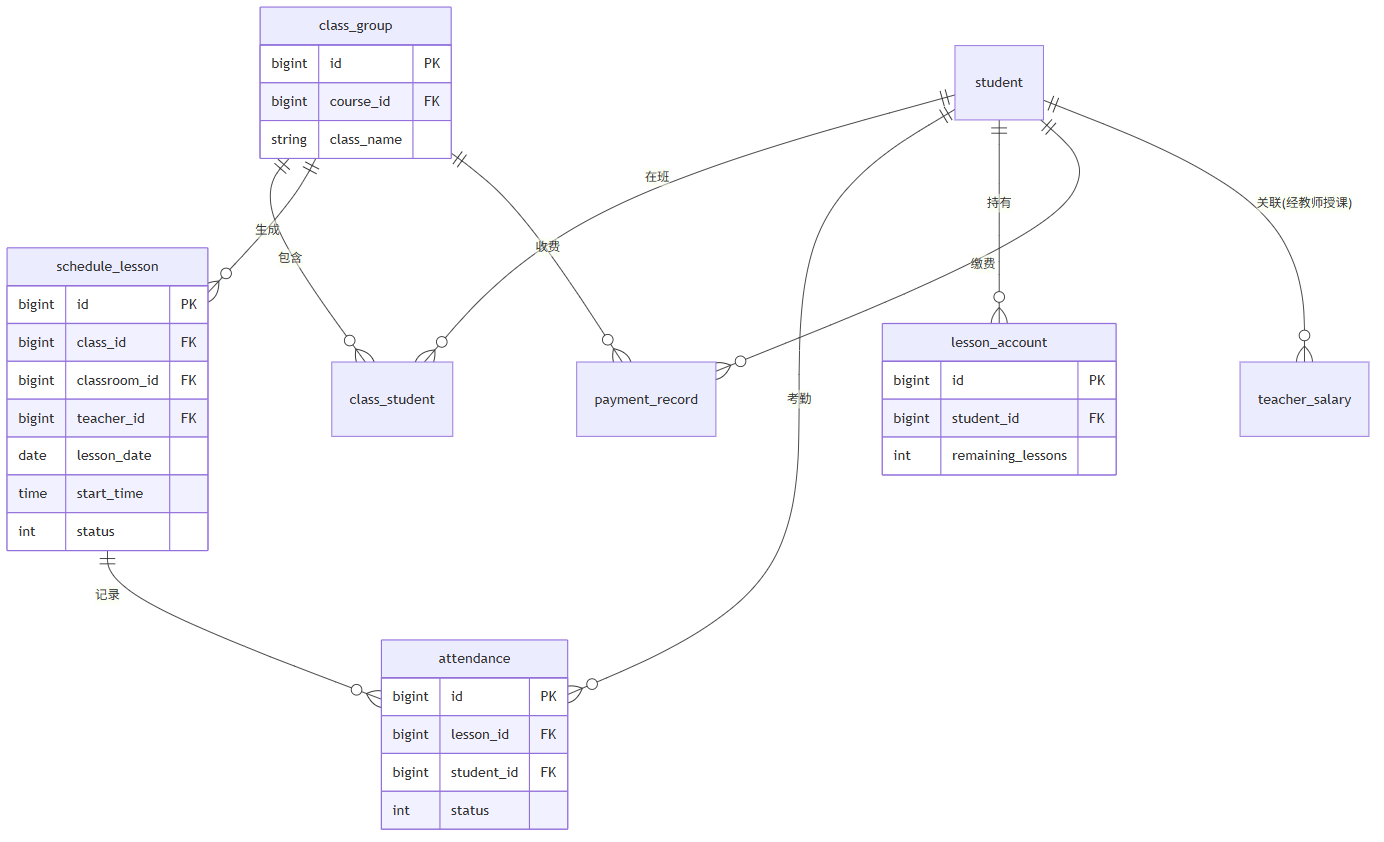 class_group
bigint id PK
bigint course_id FK
string class_name
student
在班
关联(经教师授课)
持有
生成
收费
包含
缴费
schedule_lesson
bigint id PK
bigint class_id FK
bigint classroom_id FK
bigint teacher_id FK
date lesson_date
time start_time
int status
class_student
payment_record
考勤
lesson_account
bigint id PK
bigint student_id FK
int remaining_lessons
teacher_salary
记录
attendance
bigint id PK
bigint lesson_id FK
bigint student_id FK
int status